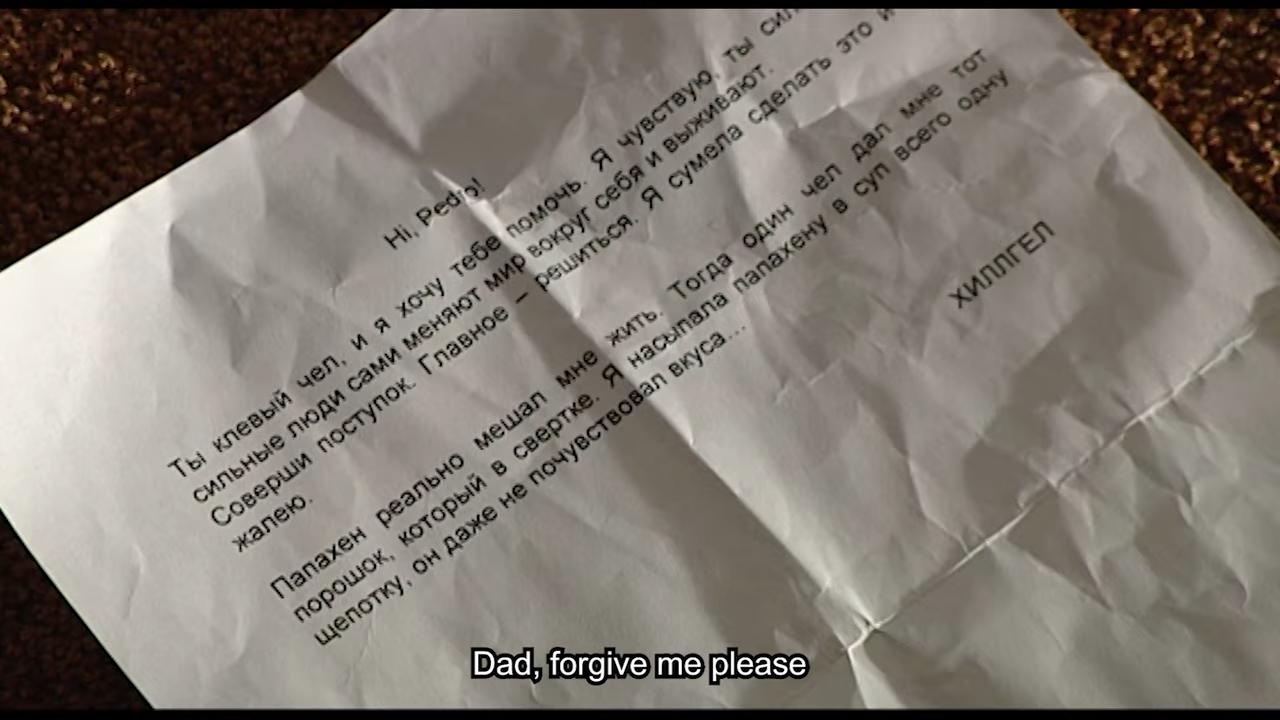 Hi, Pedro!
Ты клевый чел, и я хочу тебе помочь. Я чувствую, ты
сильные люди сами меняют мир вокруг себя и выживают.
Соверши поступок. Главное – решиться. Я сумела сделать это и
жалею.
Папахен реально мешал мне жить. Тогда один чел дал мне тот
порошок, который в свертке. Я насыпала папахену в суп всего одну
щепотку, он даже не почувствовал вкуса...
ХИЛЛГЕЛ
Dad, forgive me please